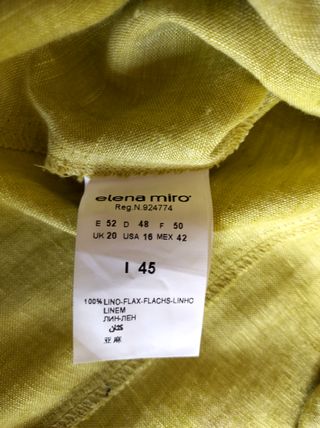 elena miro®
Reg.N.924774
E 52 D 48 F 50
UK 20 USA 16 MEX 42
I 45
100% LINO-FLAX-FLACHS-LINHO
LINEM
ЛИН-ЛЕН
كتان
亚麻